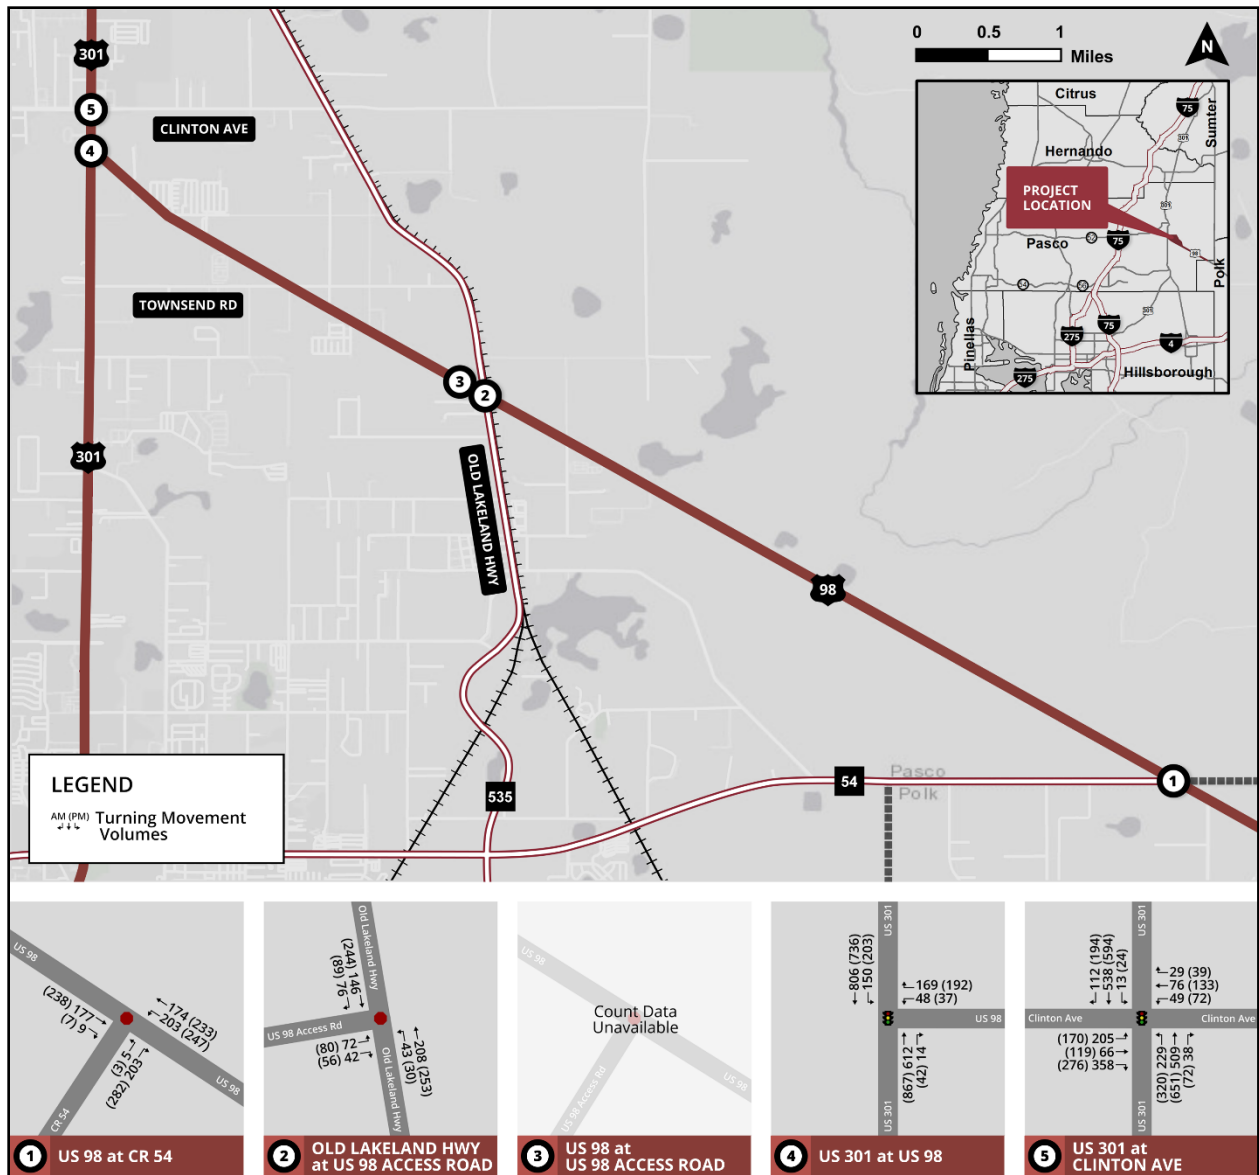 301
5
4
CLINTON AVE
TOWNSEND RD
301
3
2
OLD LAKELAND HWY
98
535
54
Pasco
Polk
1
0 0.5 1
Miles
N
Citrus
75
Sumter
301
Hernando
PROJECT
LOCATION
301
52
75
Pasco
98
Polk
54
56
301
75
275
4
Pinellas
Hillsborough
275
LEGEND
AM (PM) Turning Movement
Volumes
US 98
(238) 177
(7) 9
174 (233)
203 (247)
(3) 5
(282) 203
CR 54
US 98
1 US 98 at CR 54
Old Lakeland Hwy
(244) 146
(89) 76
US 98 Access Rd
(80) 72
(56) 42
208 (253)
43 (30)
Old Lakeland Hwy
2 OLD LAKELAND HWY
at US 98 ACCESS ROAD
US 98
Count Data
Unavailable
US 98 Access Rd
US 98
3 US 98 at
US 98 ACCESS ROAD
US 301
806 (736)
150 (203)
169 (192)
48 (37)
US 98
(867) 612
(42) 14
US 301
4 US 301 at US 98
US 301
112 (194)
538 (594)
13 (24)
29 (39)
76 (133)
49 (72)
Clinton Ave
Clinton Ave
(170) 205
(119) 66
(276) 358
(320) 229
(651) 509
(72) 38
US 301
5 US 301 at
CLINTON AVE